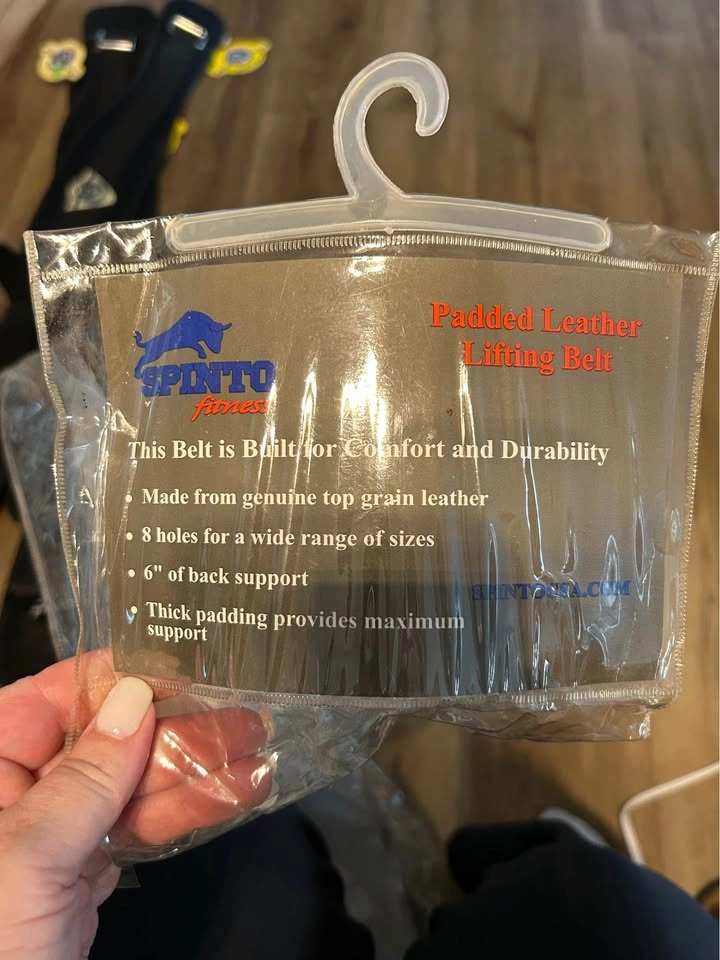 SPINTO
fitness
Padded Leather
Lifting Belt
This Belt is Built for Comfort and Durability
• Made from genuine top grain leather
• 8 holes for a wide range of sizes
• 6" of back support
• Thick padding provides maximum
support
SPINTOUSA.COM